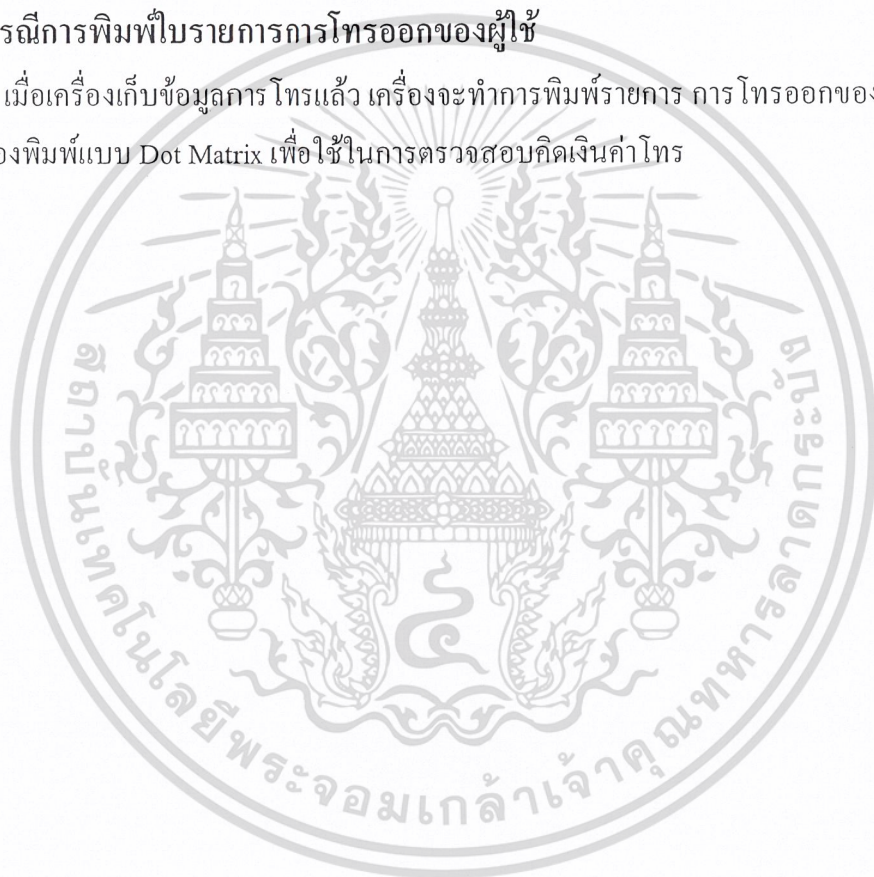 รณีการพิมพ์ใบรายการการโทรออกของผู้ใช้
เมื่อเครื่องเก็บข้อมูลการโทรแล้ว เครื่องจะทำการพิมพ์รายการ การโทรออกของ
องพิมพ์แบบ Dot Matrix เพื่อใช้ในการตรวจสอบคิดเงินค่าโทร
สถาบันเทคโนโลยีพระจอมเกล้าเจ้าคุณทหารลาดกระบัง
๔